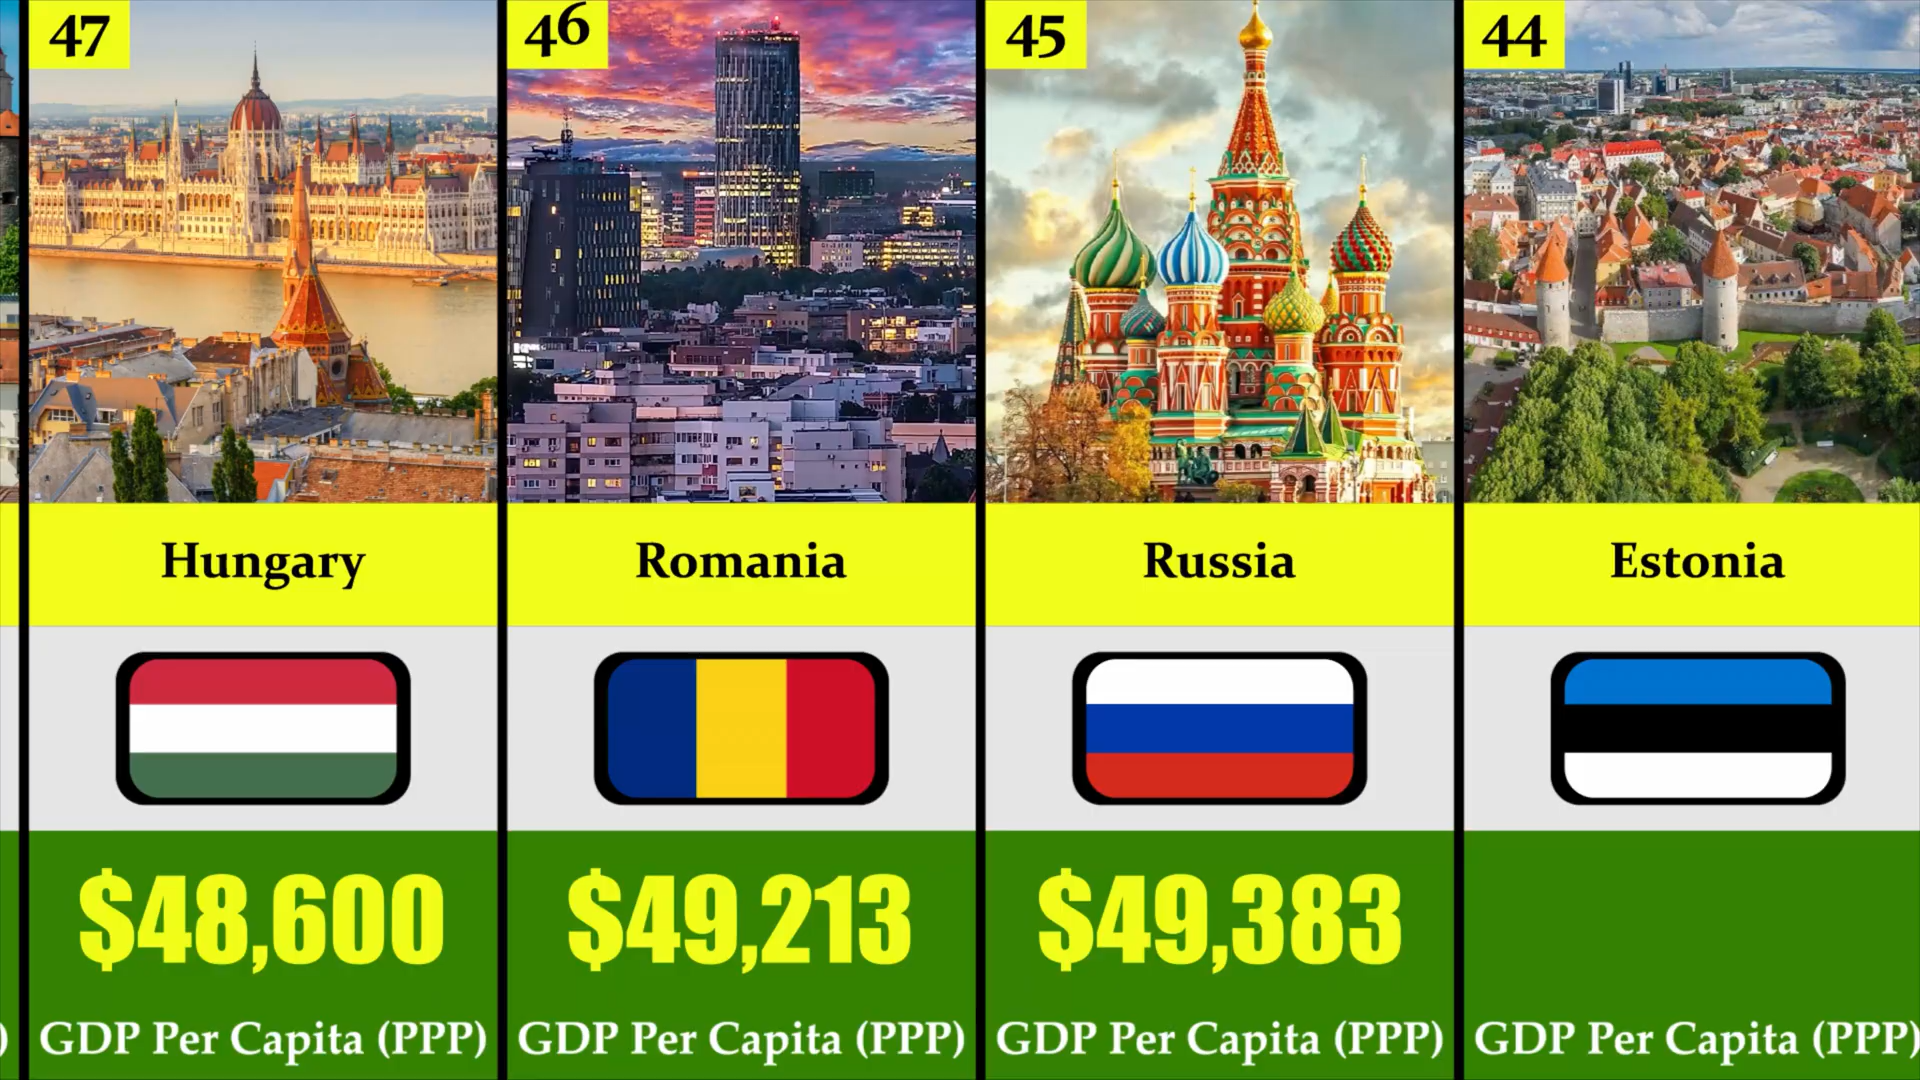 47
46
45
44
Hungary
Romania
Russia
Estonia
$48,600
$49,213
$49,383
)
GDP Per Capita (PPP)
GDP Per Capita (PPP)
GDP Per Capita (PPP)
GDP Per Capita (PPP)